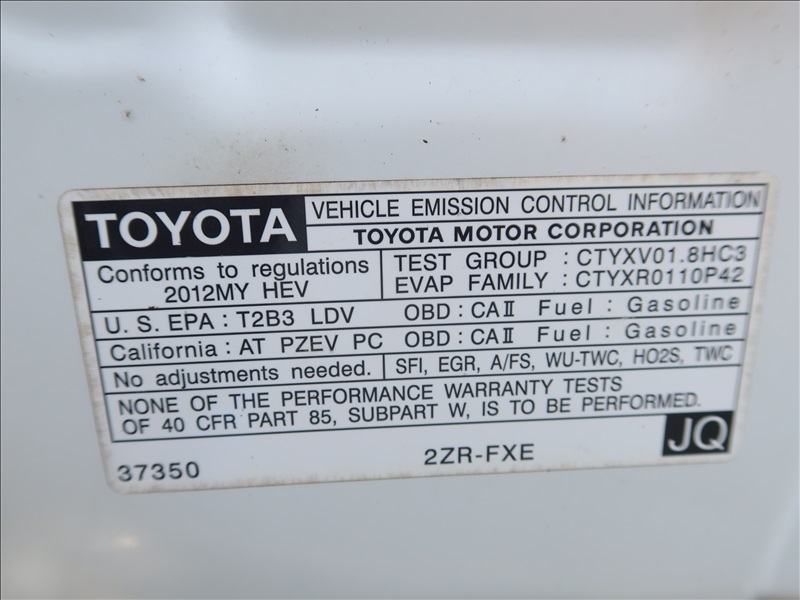 TOYOTA
VEHICLE EMISSION CONTROL INFORMATION
TOYOTA MOTOR CORPORATION
Conforms to regulations
2012MY HEV
TEST GROUP : CTYXV01.8HC3
EVAP FAMILY : CTYXR0110P42
U. S. EPA : T2B3 LDV OBD : CAⅡ Fuel : Gasoline
California : AT PZEV PC OBD : CAⅡ Fuel : Gasoline
No adjustments needed. SFI, EGR, A/FS, WU-TWC, HO2S, TWC
NONE OF THE PERFORMANCE WARRANTY TESTS
OF 40 CFR PART 85, SUBPART W, IS TO BE PERFORMED.
37350 2ZR-FXE JQ